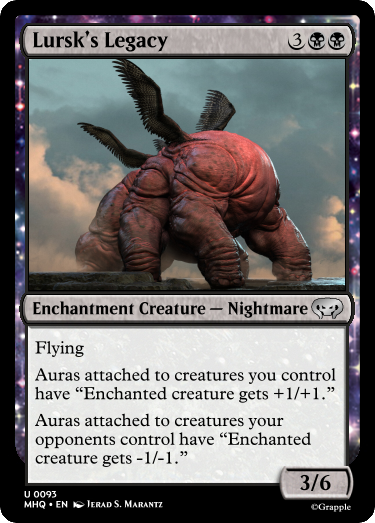 Lursk's Legacy 3
Enchantment Creature — Nightmare
Flying
Auras attached to creatures you control
have “Enchanted creature gets +1/+1.”
Auras attached to creatures your
opponents control have “Enchanted
creature gets -1/-1.”
3/6
U 0093
MHQ • EN Jerad S. Marantz
©Grapple